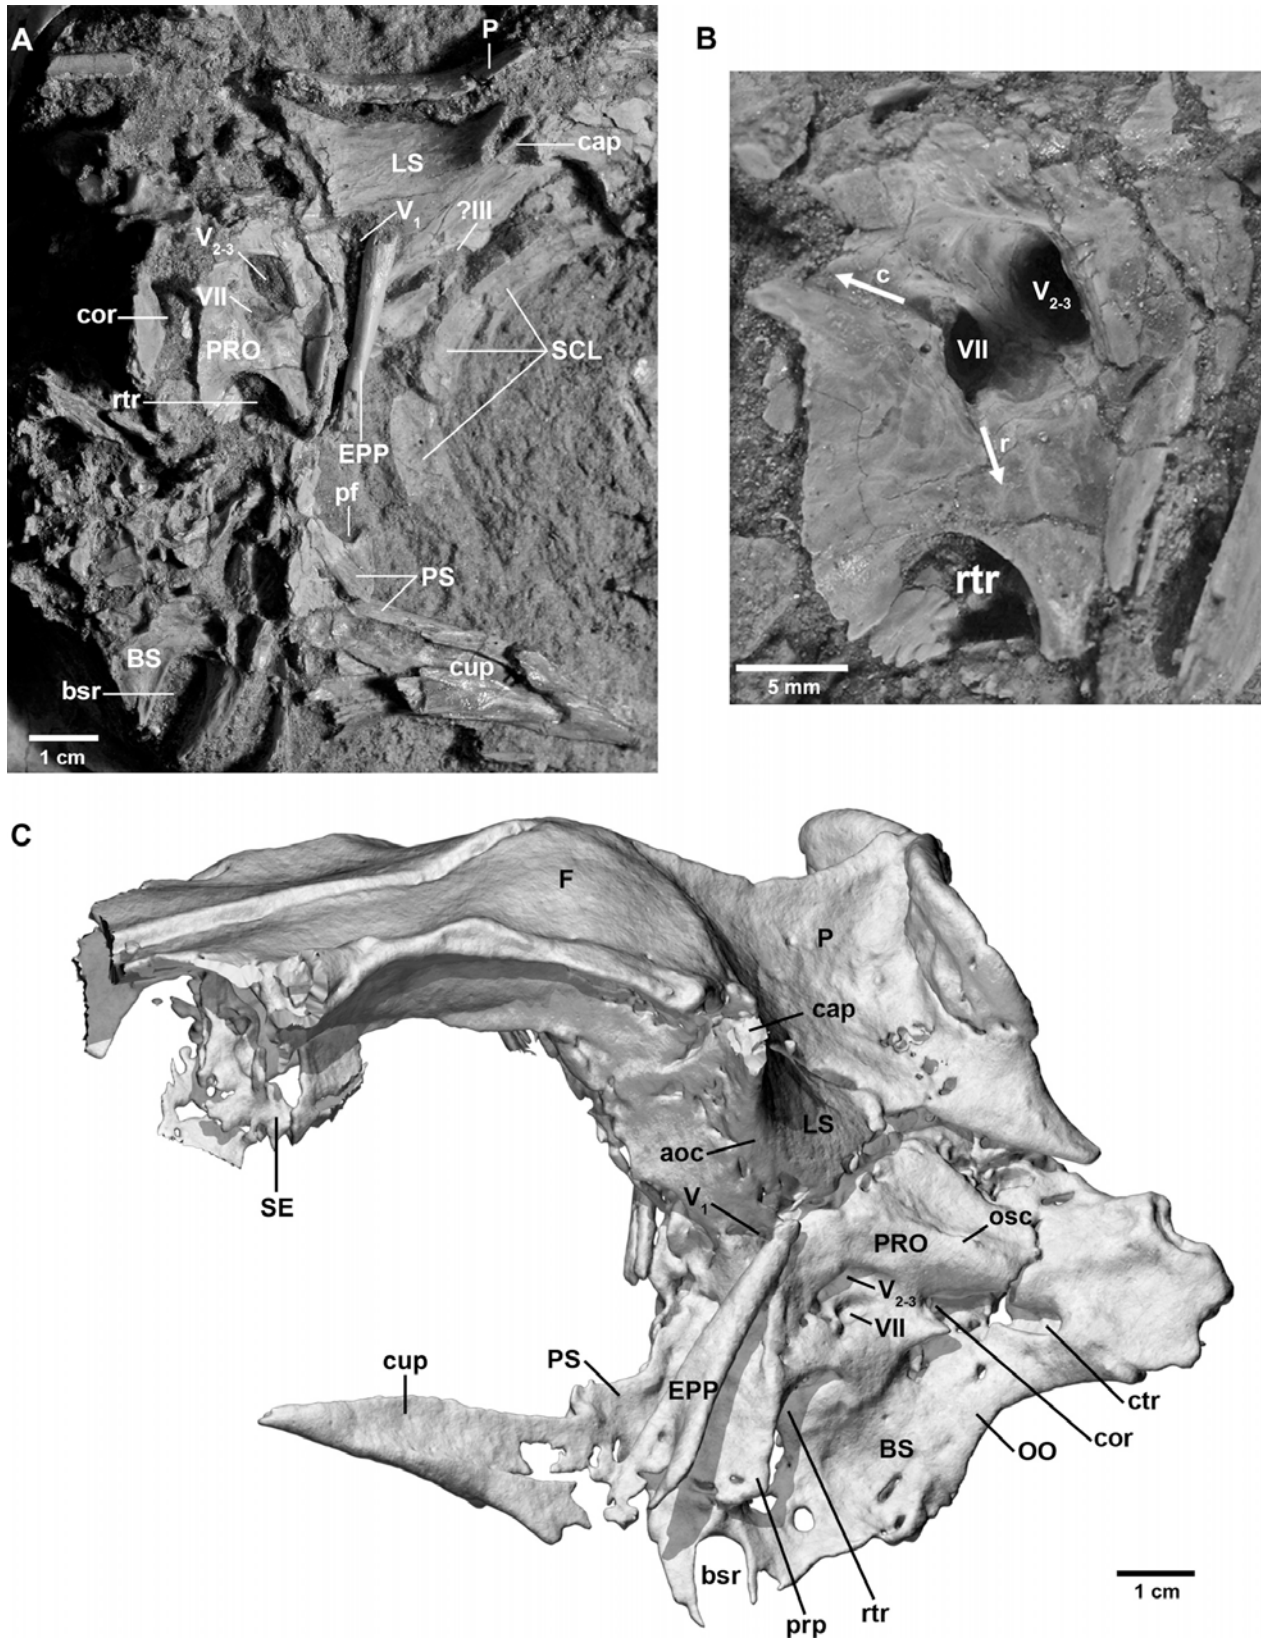 A
P
cap
LS
V1
?III
V2-3
VII
cor
PRO
SCL
rtr
EPP
pf
PS
BS
cup
bsr
1 cm
B
c
V2-3
VII
r
rtr
5 mm
C
F
P
cap
LS
aoc
SE
V1
osc
PRO
V2-3
VII
cup
PS
EPP
ctr
cor
BS
OO
bsr
rtr
prp
1 cm